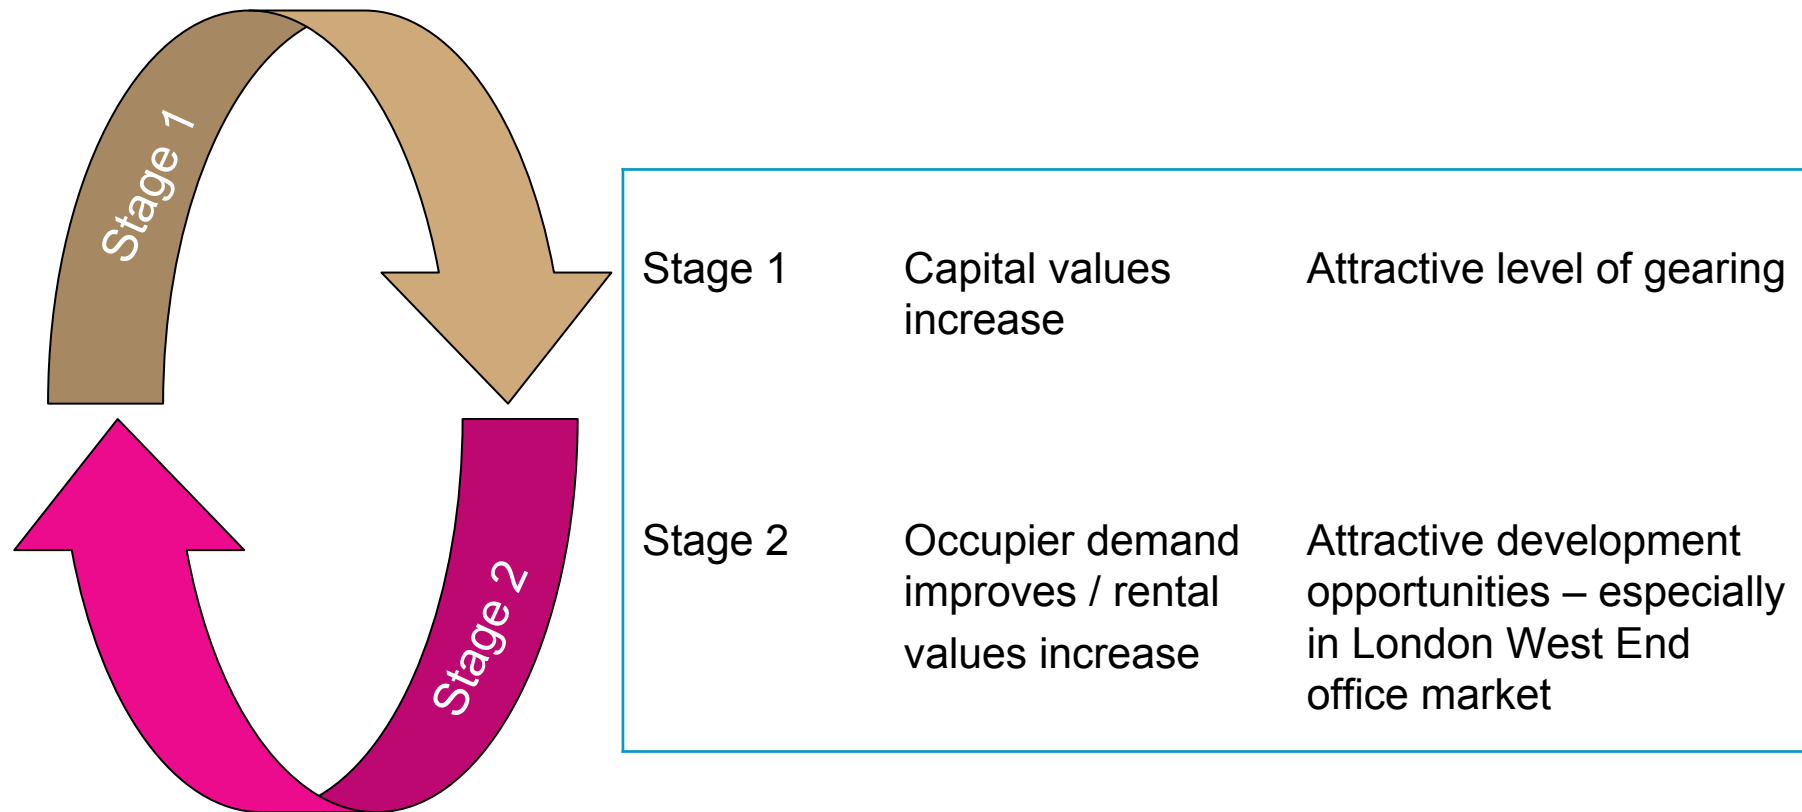 Stage 1
Stage 2
Stage 1
Capital values
increase
Attractive level of gearing
Stage 2
Occupier demand
improves / rental
values increase
Attractive development
opportunities – especially
in London West End
office market